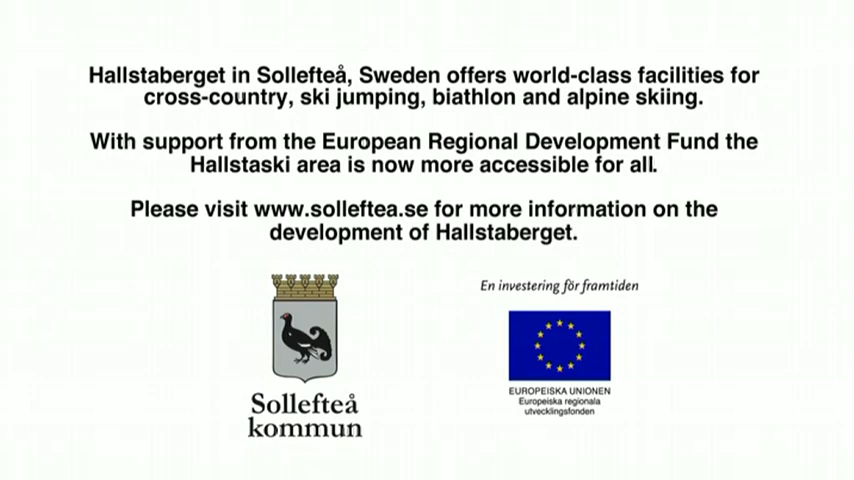 Hallstaberget in Sollefteå, Sweden offers world-class facilities for
cross-country, ski jumping, biathlon and alpine skiing.
With support from the European Regional Development Fund the
Hallstaski area is now more accessible for all.
Please visit www.solleftea.se for more information on the
development of Hallstaberget.
Sollefteå
kommun
En investering för framtiden
EUROPEISKA UNIONEN
Europeiska regionala
utvecklingsfonden